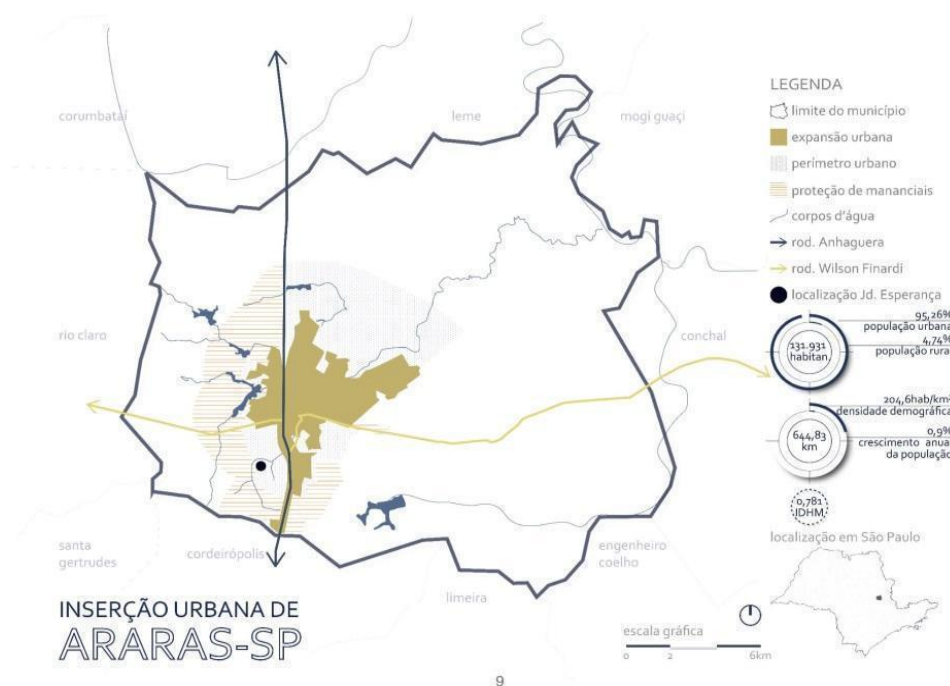 corumbataí
leme
mogi guaçi
rio claro
conchal
santa
gertrudes
cordeirópolis
limeira
engenheiro
coelho
LEGENDA
limite do município
expansão urbana
perímetro urbano
proteção de mananciais
corpos d'água
rod. Anhaguera
rod. Wilson Finardi
localização Jd. Esperança
131.931
habitan
95,26%
população urbana
4,74%
população rura
644,83
km
204,6hab/km²
densidade demográfica
0,9%
crescimento anua
da população
0,781
IDHM
localização em São Paulo
INSERÇÃO URBANA DE
ARARAS-SP
escala gráfica
0 2 6km
9